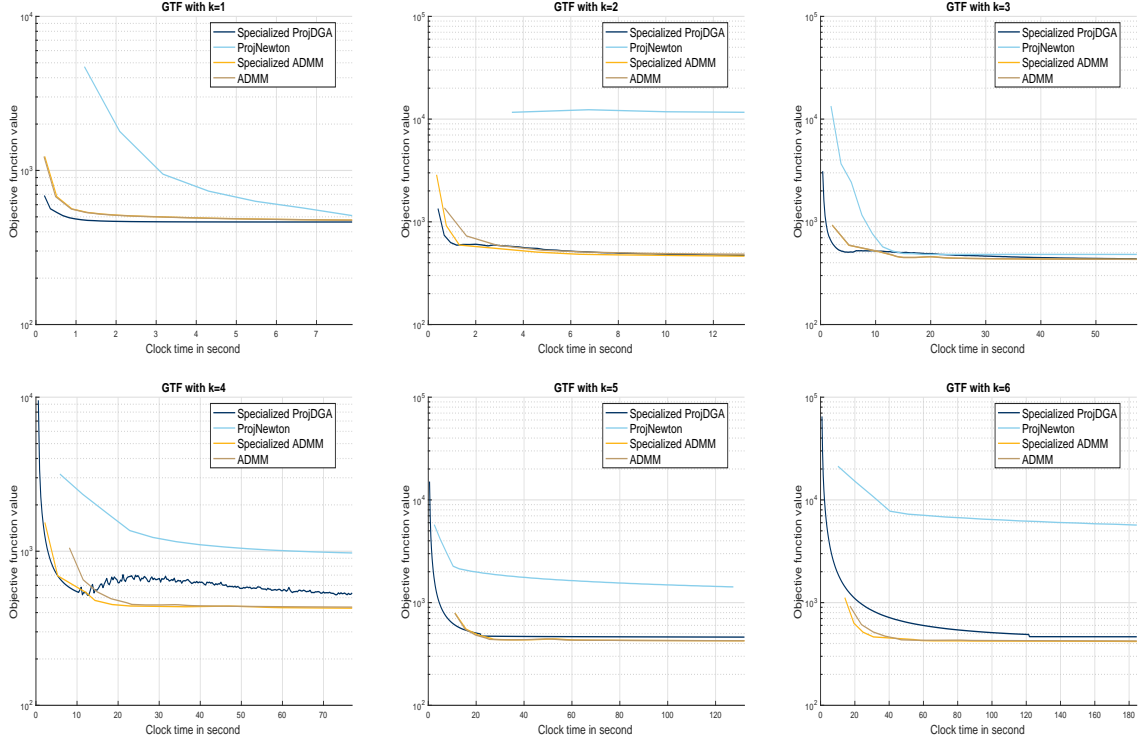 GTF with k=1
10^4
10^3
10^2
Objective function value
0 1 2 3 4 5 6 7
Clock time in second
Specialized ProjDGA
ProjNewton
Specialized ADMM
ADMM
GTF with k=2
10^5
10^4
10^3
10^2
Objective function value
0 2 4 6 8 10 12
Clock time in second
Specialized ProjDGA
ProjNewton
Specialized ADMM
ADMM
GTF with k=3
10^5
10^4
10^3
10^2
Objective function value
0 10 20 30 40 50
Clock time in second
Specialized ProjDGA
ProjNewton
Specialized ADMM
ADMM
GTF with k=4
10^4
10^3
10^2
Objective function value
0 10 20 30 40 50 60 70
Clock time in second
Specialized ProjDGA
ProjNewton
Specialized ADMM
ADMM
GTF with k=5
10^5
10^4
10^3
10^2
Objective function value
0 20 40 60 80 100 120
Clock time in second
Specialized ProjDGA
ProjNewton
Specialized ADMM
ADMM
GTF with k=6
10^5
10^4
10^3
10^2
Objective function value
0 20 40 60 80 100 120 140 160 180
Clock time in second
Specialized ProjDGA
ProjNewton
Specialized ADMM
ADMM